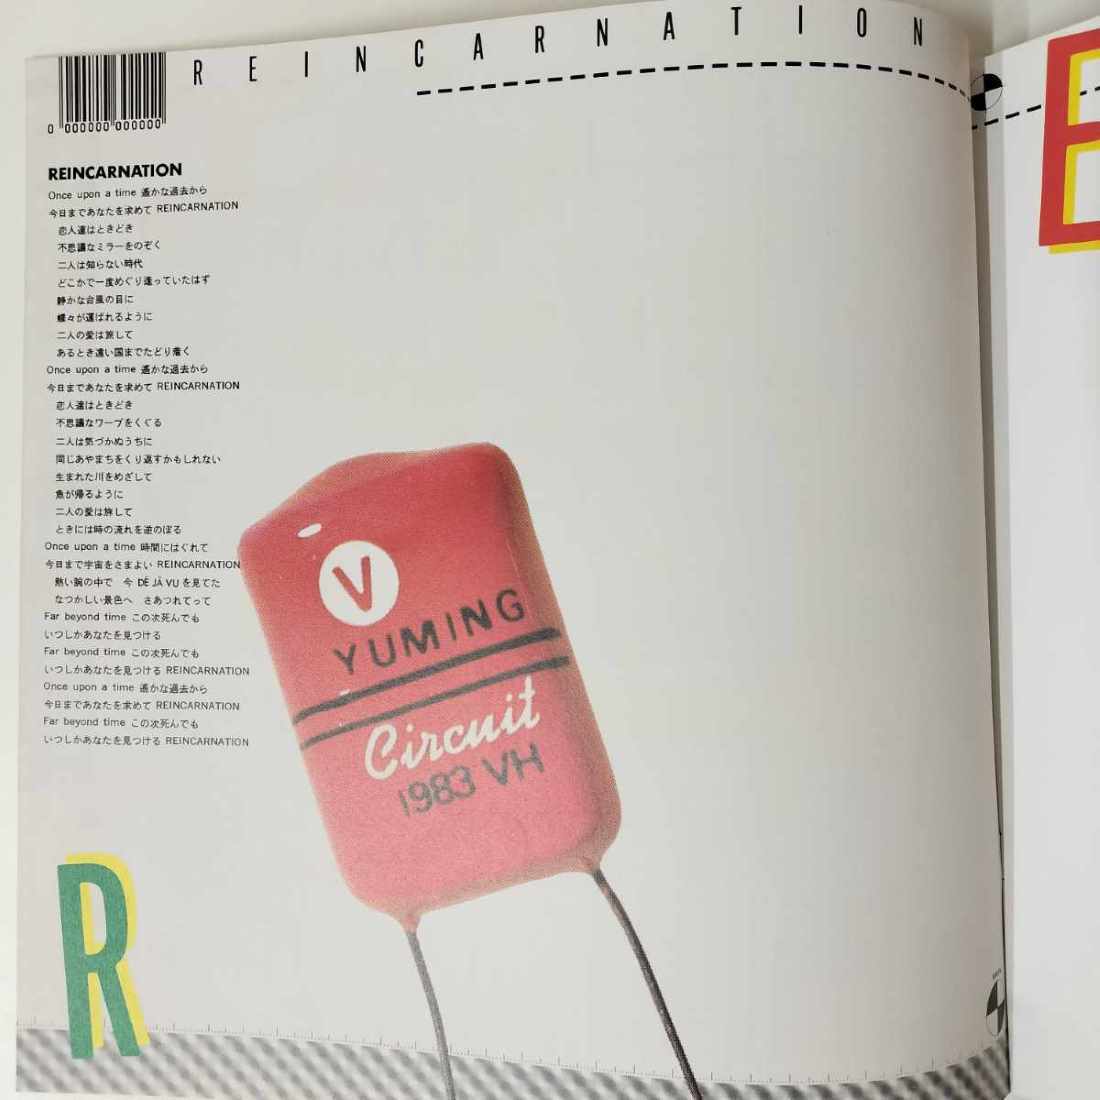 REINCARNATION
0 000000 000000
REINCARNATION
Once upon a time 遙かな過去から
今日まであなたを求めて REINCARNATION
恋人達はときどき
不思議なミラーをのぞく
二人は知らない時代
どこかで一度めぐり逢っていたはず
静かな台風の目に
蝶々が運ばれるように
二人の愛は旅して
あるとき遠い国までたどり着く
Once upon a time 遙かな過去から
今日まであなたを求めて REINCARNATION
恋人達はときどき
不思議なワープをくぐる
二人は気づかぬうちに
同じあやまちをくり返すかもしれない
生まれた川をめざして
魚が帰るように
二人の愛は旅して
ときには時の流れを逆のぼる
Once upon a time 時間にはぐれて
今日まで宇宙をさまよい REINCARNATION
熱い腕の中で 今 DÉ JÀ VU を見てた
なつかしい景色へ さあつれてって
Far beyond time この次死んでも
いつしかあなたを見つける
Far beyond time この次死んでも
いつしかあなたを見つける REINCARNATION
Once upon a time 遙かな過去から
今日まであなたを求めて REINCARNATION
Far beyond time この次死んでも
いつしかあなたを見つける REINCARNATION
V
YUMING
Circuit
1983 VH
R
E